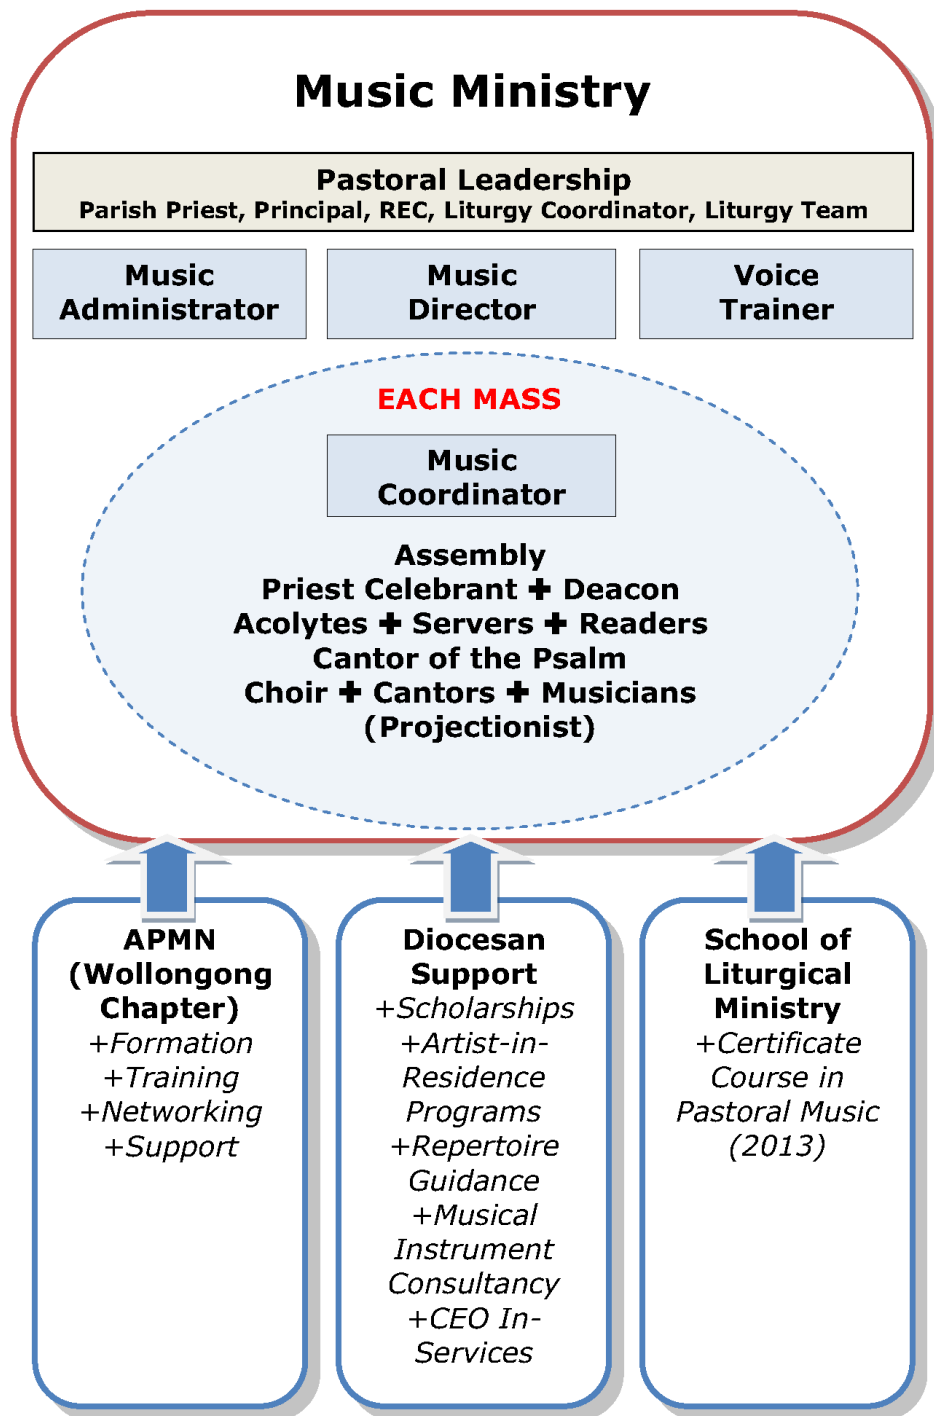 Music Ministry
Pastoral Leadership
Parish Priest, Principal, REC, Liturgy Coordinator, Liturgy Team
Music
Administrator
Music
Director
Voice
Trainer
EACH MASS
Music
Coordinator
Assembly
Priest Celebrant ✚ Deacon
Acolytes ✚ Servers ✚ Readers
Cantor of the Psalm
Choir ✚ Cantors ✚ Musicians
(Projectionist)
APMN
(Wollongong
Chapter)
+Formation
+Training
+Networking
+Support
Diocesan
Support
+Scholarships
+Artist-in-
Residence
Programs
+Repertoire
Guidance
+Musical
Instrument
Consultancy
+CEO In-
Services
School of
Liturgical
Ministry
+Certificate
Course in
Pastoral Music
(2013)